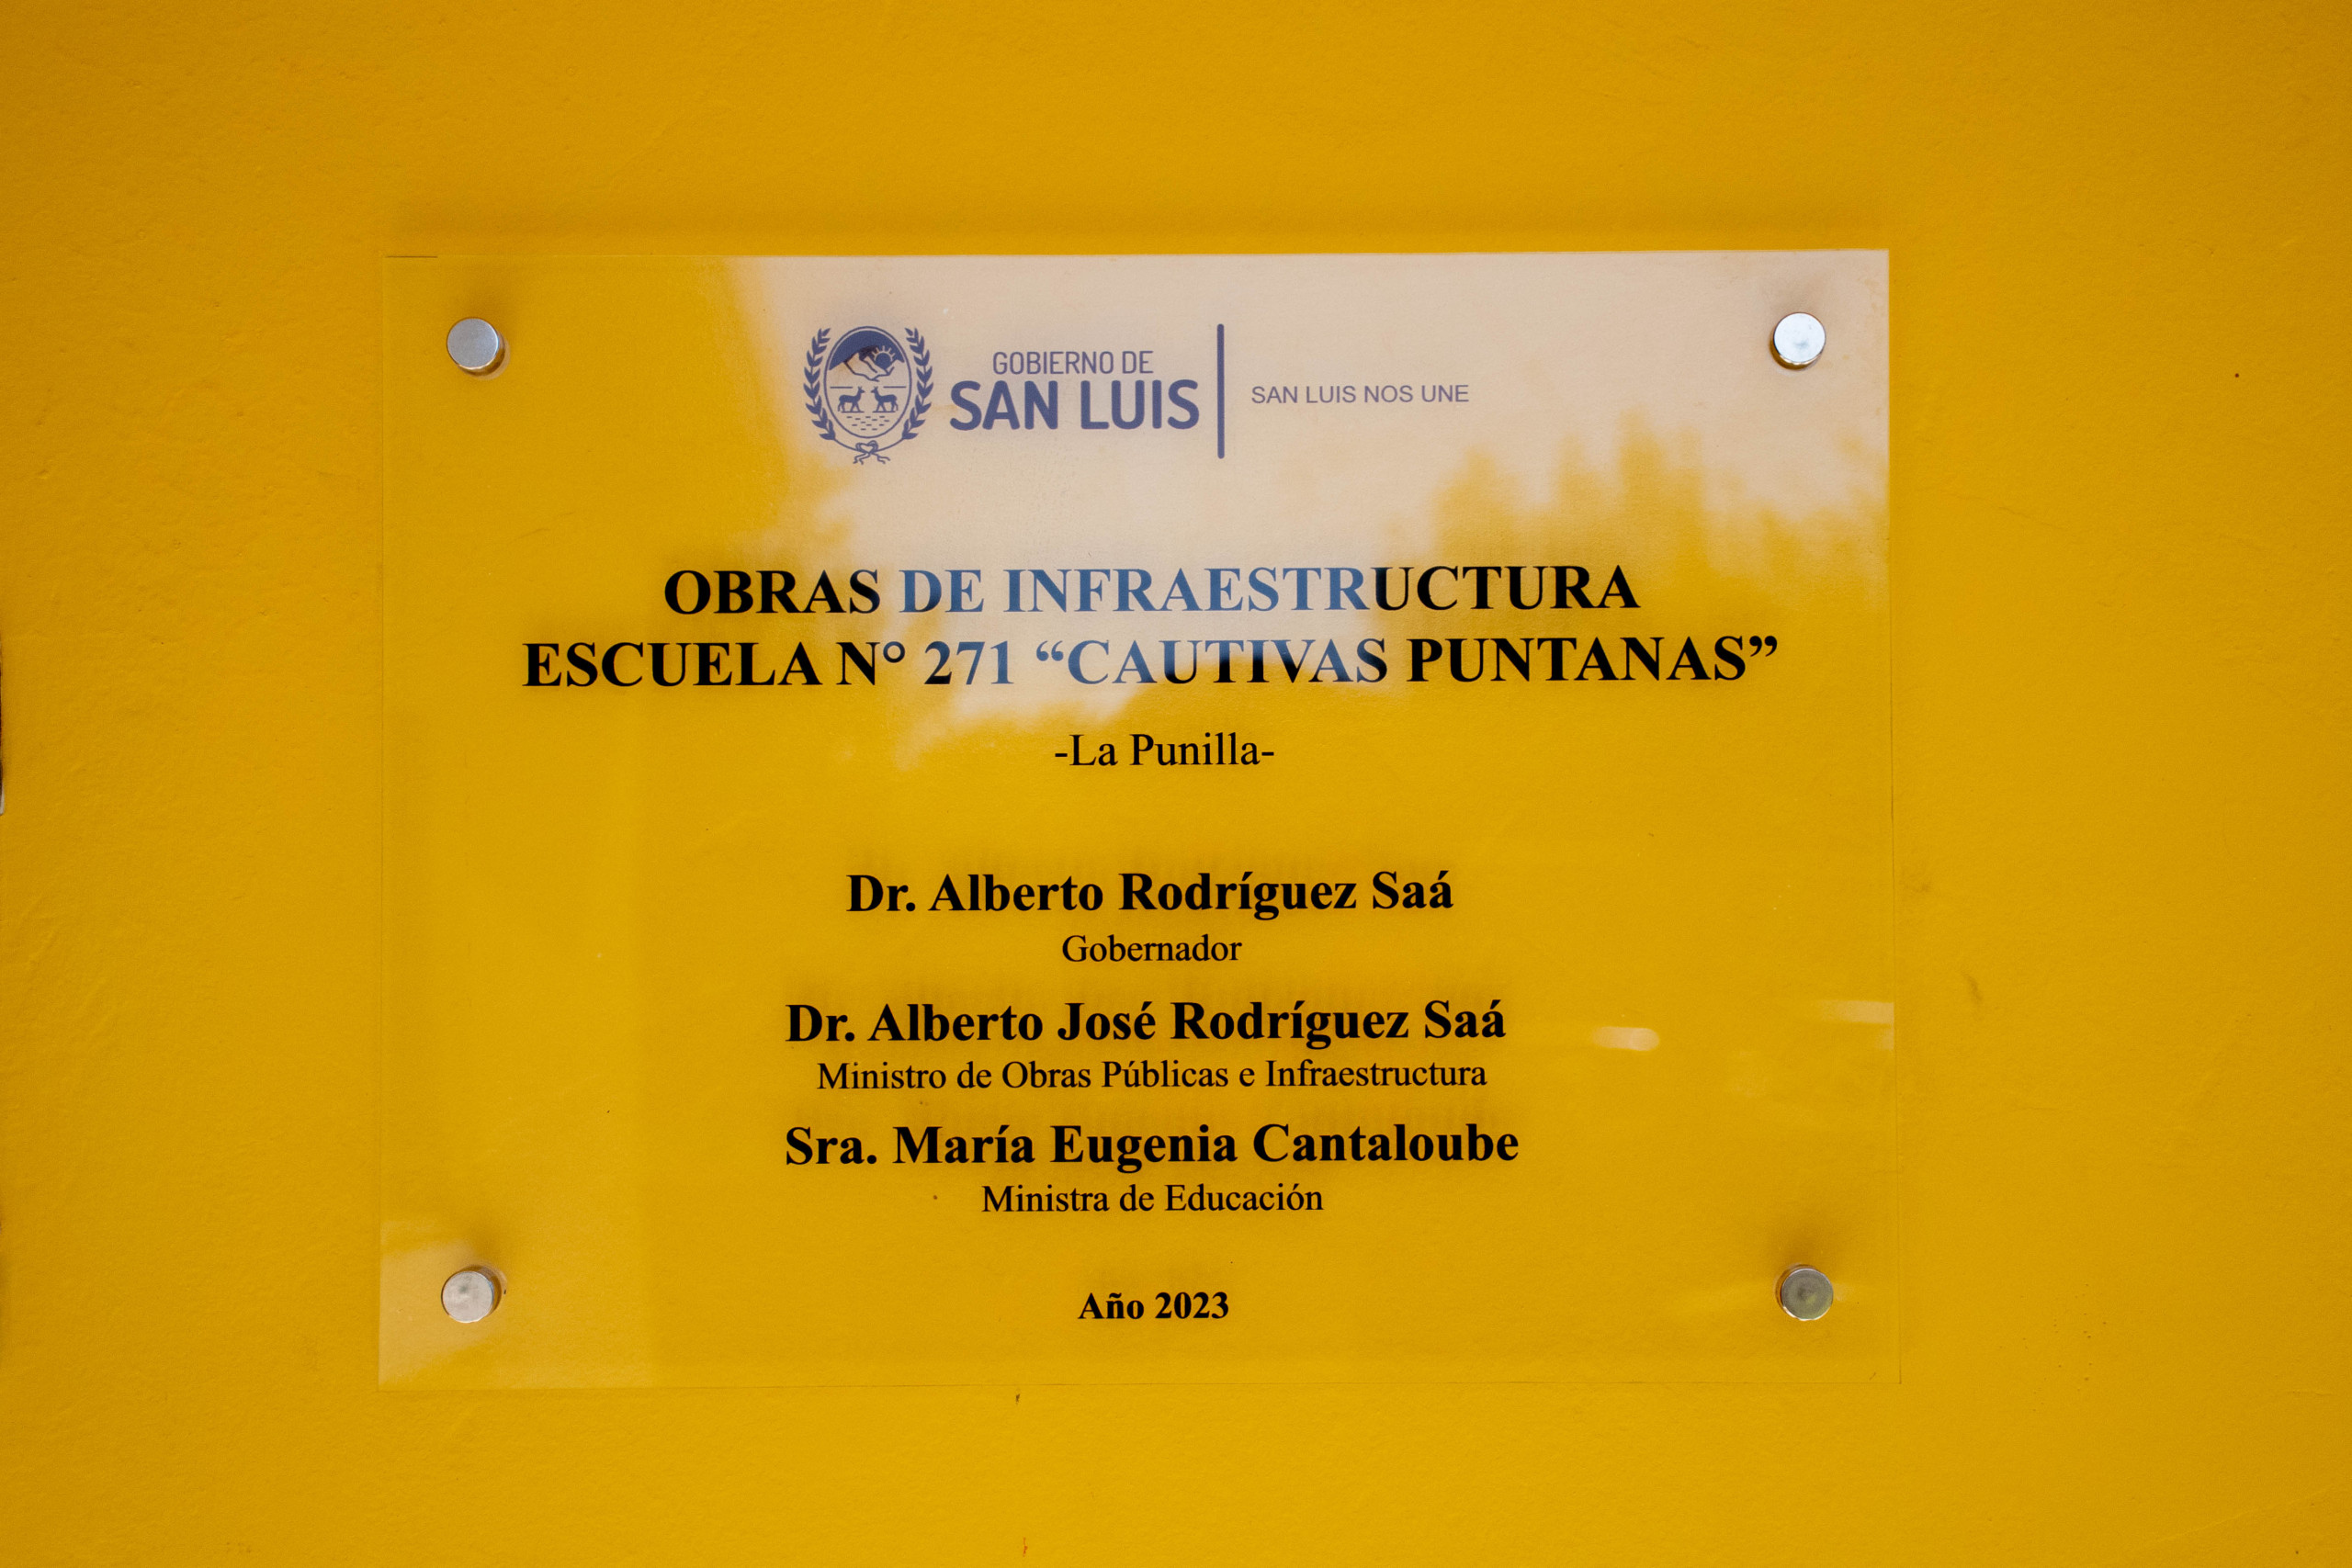 GOBIERNO DE
SAN LUIS
SAN LUIS NOS UNE
OBRAS DE INFRAESTRUCTURA
ESCUELA N° 271 “CAUTIVAS PUNTANAS”
-La Punilla-
Dr. Alberto Rodríguez Saá
Gobernador
Dr. Alberto José Rodríguez Saá
Ministro de Obras Públicas e Infraestructura
Sra. María Eugenia Cantaloube
Ministra de Educación
Año 2023